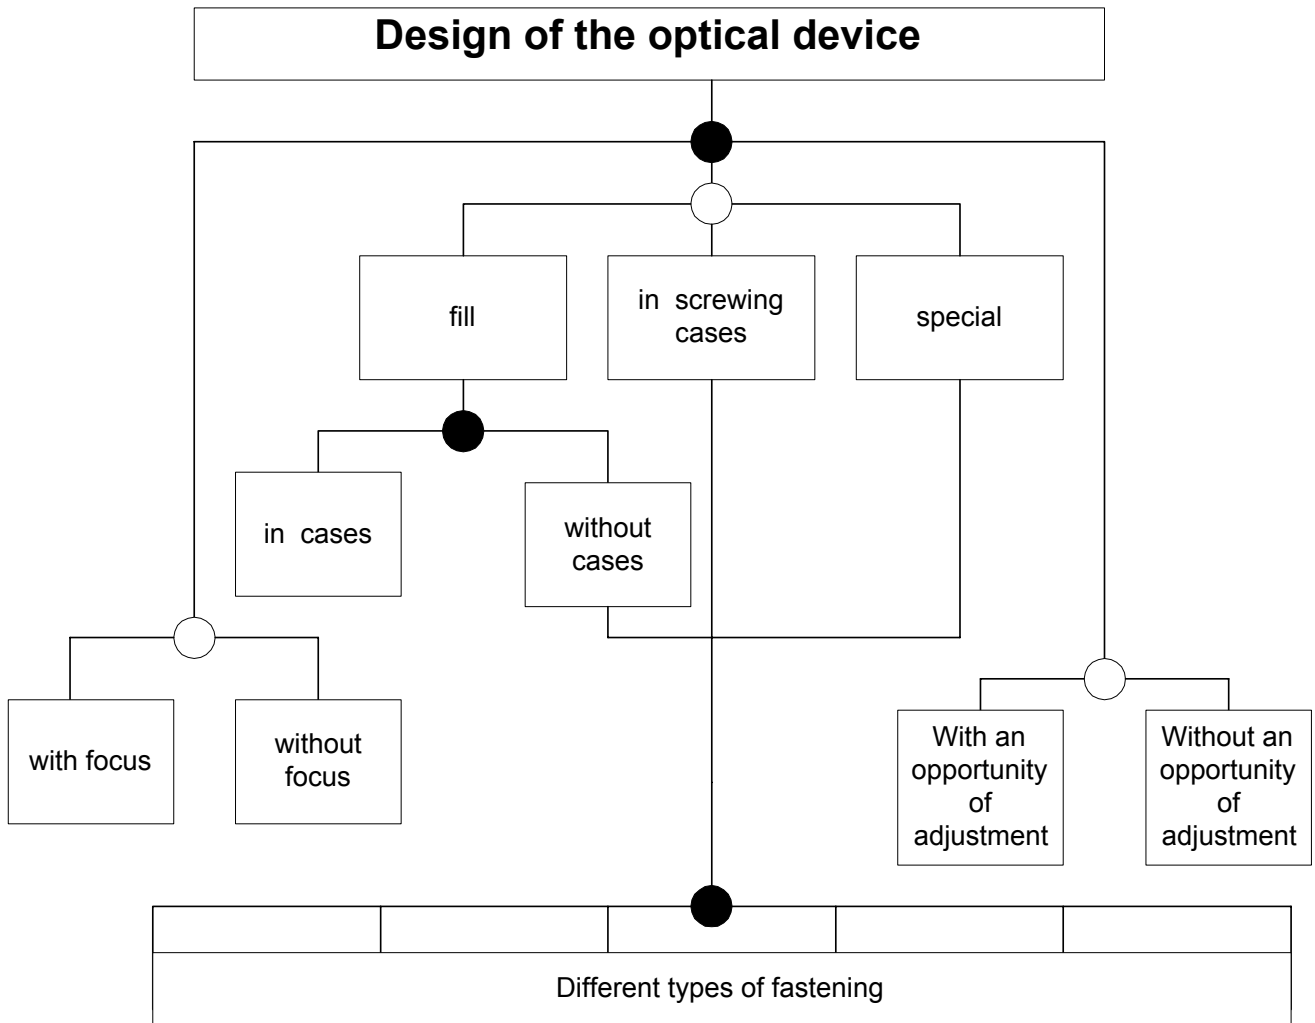 Design of the optical device
fill
in screwing
cases
special
in cases
without
cases
with focus
without
focus
With an
opportunity
of
adjustment
Without an
opportunity
of
adjustment
Different types of fastening